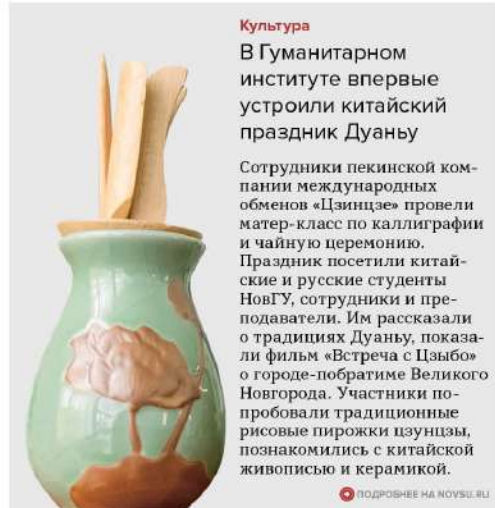 Культура
В Гуманитарном
институте впервые
устроили китайский
праздник Дуаньу
Сотрудники пекинской ком-
пании международных
обменов «Цзинцзе» провели
матер-класс по каллиграфии
и чайную церемонию.
Праздник посетили китай-
ские и русские студенты
НовГУ, сотрудники и пре-
подаватели. Им рассказали
о традициях Дуаньу, показа-
ли фильм «Встреча с Цзыбо»
о городе-побратиме Великого
Новгорода. Участники по-
пробовали традиционные
рисовые пирожки цзунцзы,
познакомились с китайской
живописью и керамикой.
ПОДРОБНЕЕ НА NOVSU.RU